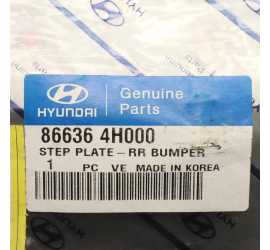 HYUNDAI
Genuine
Parts
86636 4H000
STEP PLATE-RR BUMPER
1 PC VE MADE IN KOREA